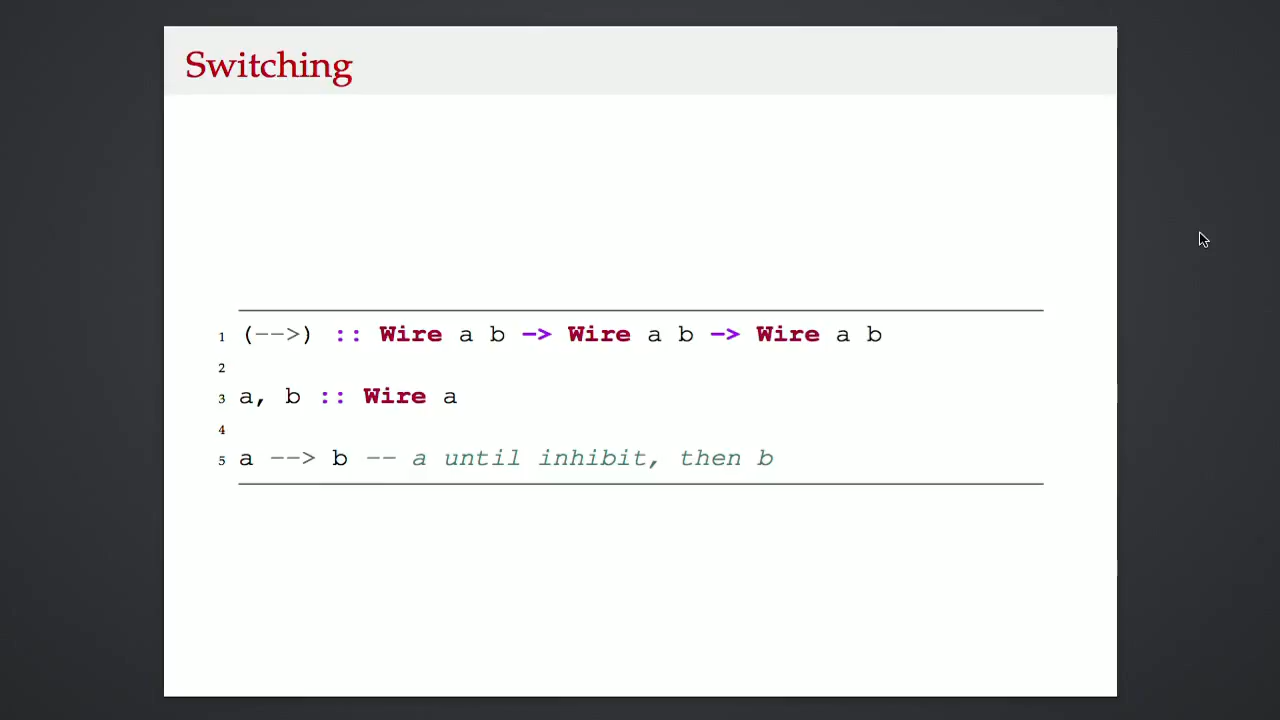 Switching
1 (-->) :: Wire a b -> Wire a b -> Wire a b
2
3 a, b :: Wire a
4
5 a --> b -- a until inhibit, then b